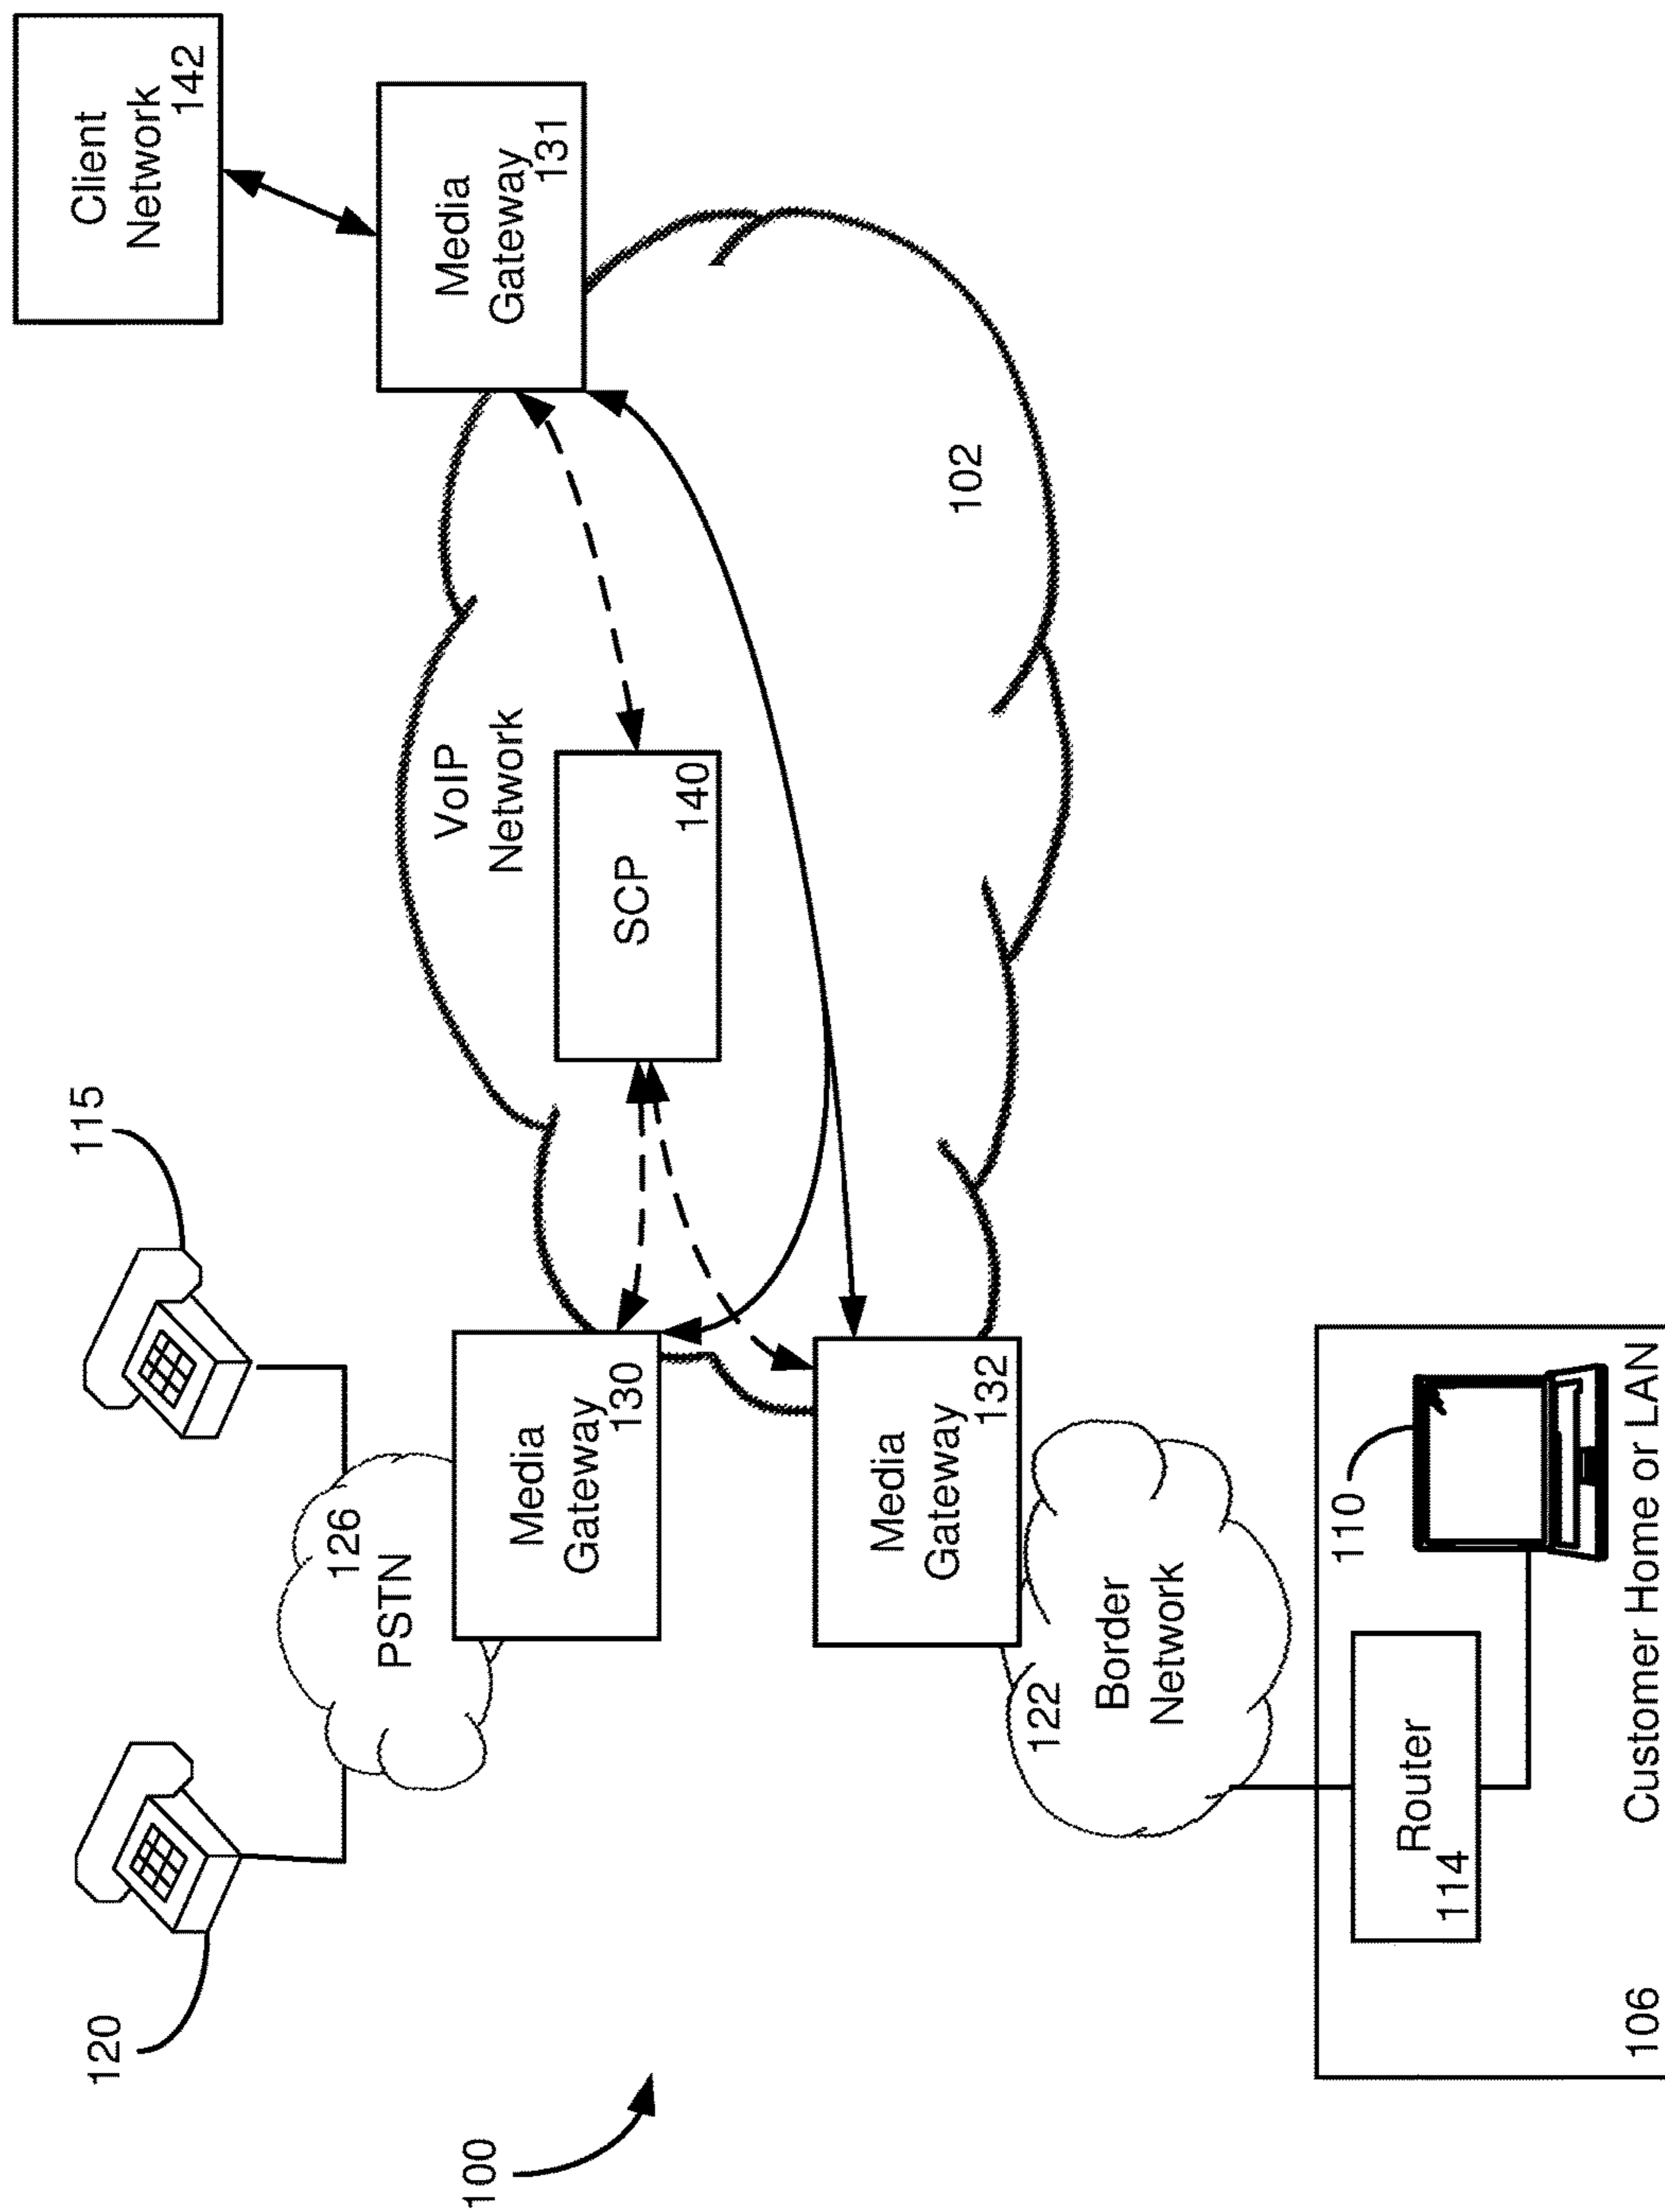 100
120
115
126
PSTN
Media
Gateway
130
VoIP
Network
SCP
140
Media
Gateway
131
Client
Network
142
102
Media
Gateway
132
122
Border
Network
110
Router
114
106
Customer Home or LAN